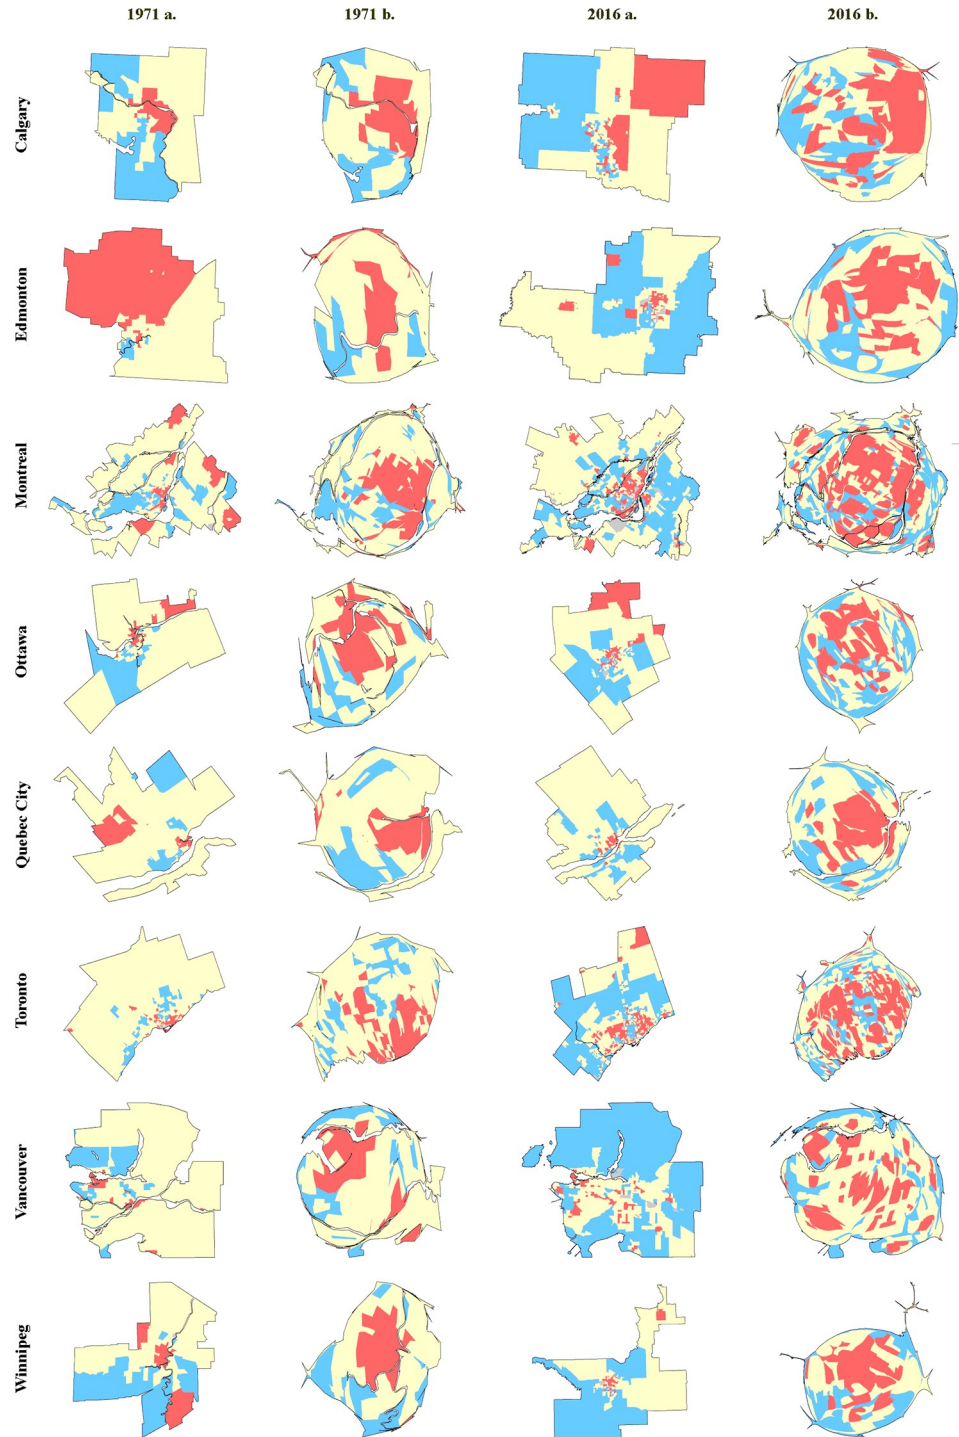 1971 a. 1971 b. 2016 a. 2016 b.
Calgary
Edmonton
Montreal
Ottawa
Quebec City
Toronto
Vancouver
Winnipeg